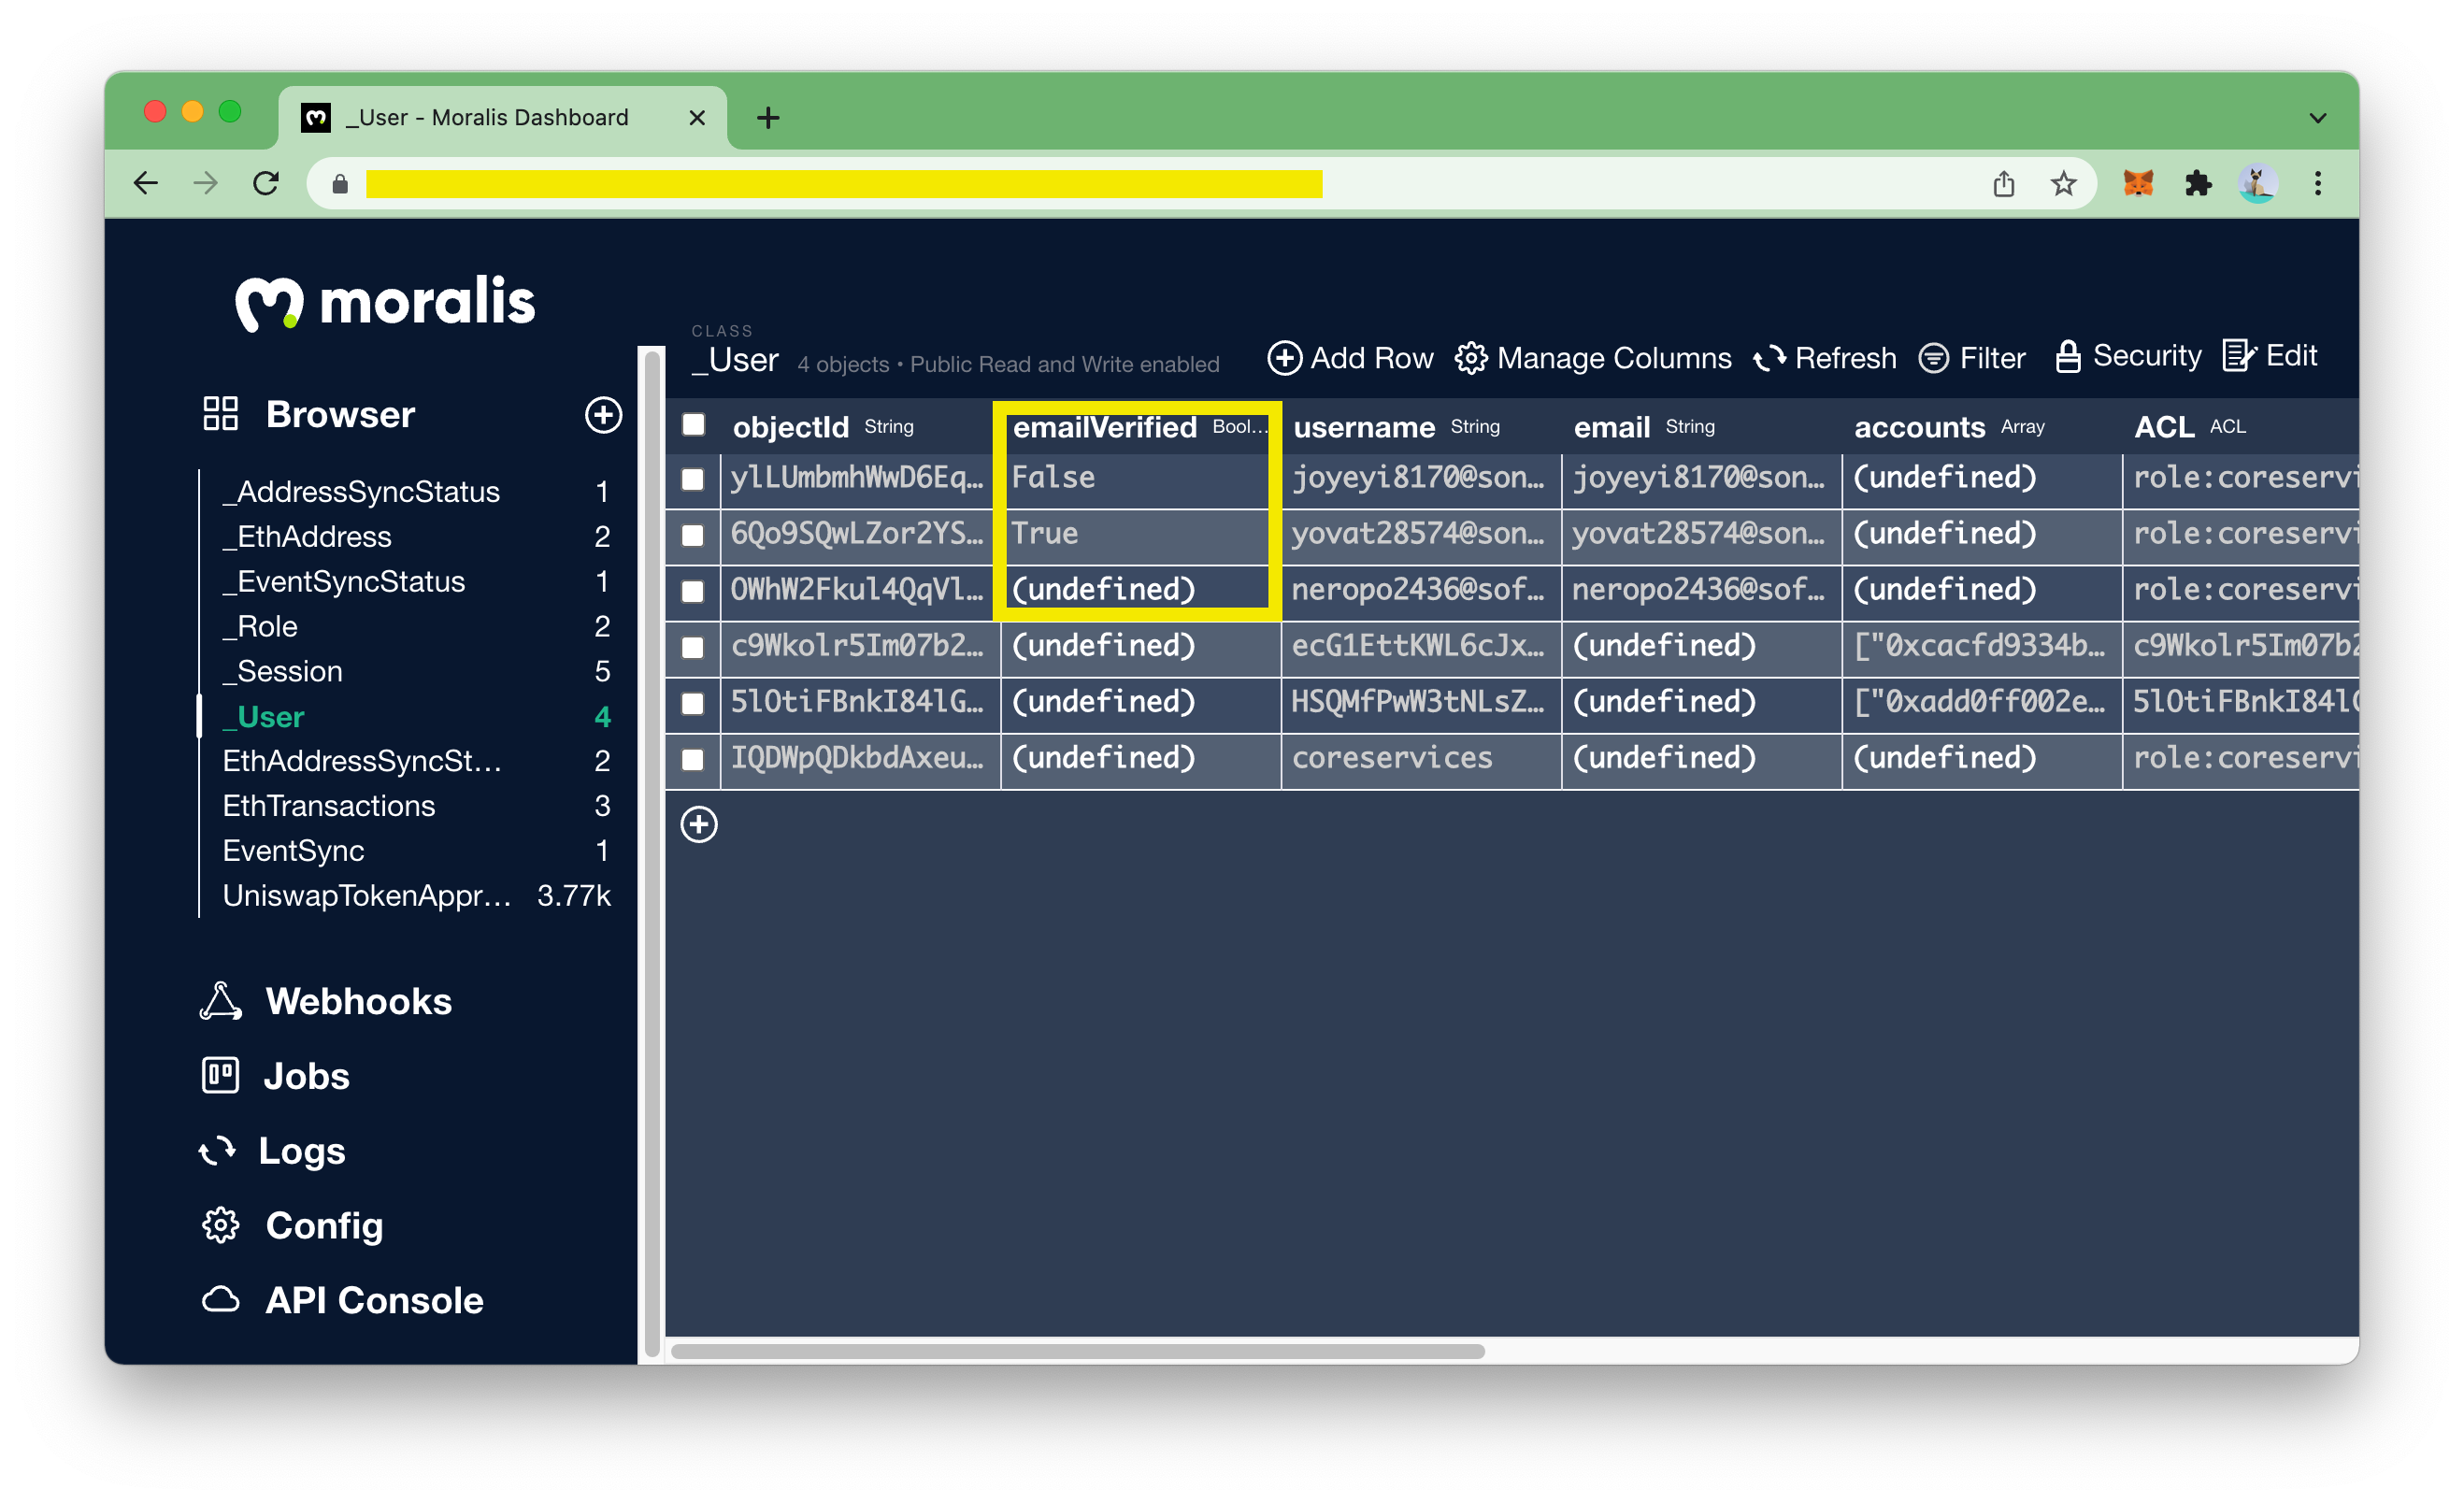 _User - Moralis Dashboard
moralis
Browser
_AddressSyncStatus 1
_EthAddress 2
_EventSyncStatus 1
_Role 2
_Session 5
_User 4
EthAddressSyncSt... 2
EthTransactions 3
EventSync 1
UniswapTokenAppr... 3.77k
Webhooks
Jobs
Logs
Config
API Console
CLASS
_User 4 objects • Public Read and Write enabled
Add Row Manage Columns Refresh Filter Security Edit
objectId String emailVerified Bool... username String email String accounts Array ACL ACL
ylLUmbmhWwD6Eq... False joyeyi8170@son... joyeyi8170@son... (undefined) role:coreservi
6Qo9SQwLZor2YS... True yovat28574@son... yovat28574@son... (undefined) role:coreservi
OWhW2Fkul4QqVl... (undefined) neropo2436@sof... neropo2436@sof... (undefined) role:coreservi
c9Wkolr5Im07b2... (undefined) ecG1EttKWL6cJx... (undefined) ["0xcacfd9334b... c9Wkolr5Im07b2
5lOtiFBnkI84lG... (undefined) HSQMfPwW3tNLsZ... (undefined) ["0xadd0ff002e... 5lOtiFBnkI84lG
IQDWpQDkbdAxeu... (undefined) coreservices (undefined) (undefined) role:coreservi